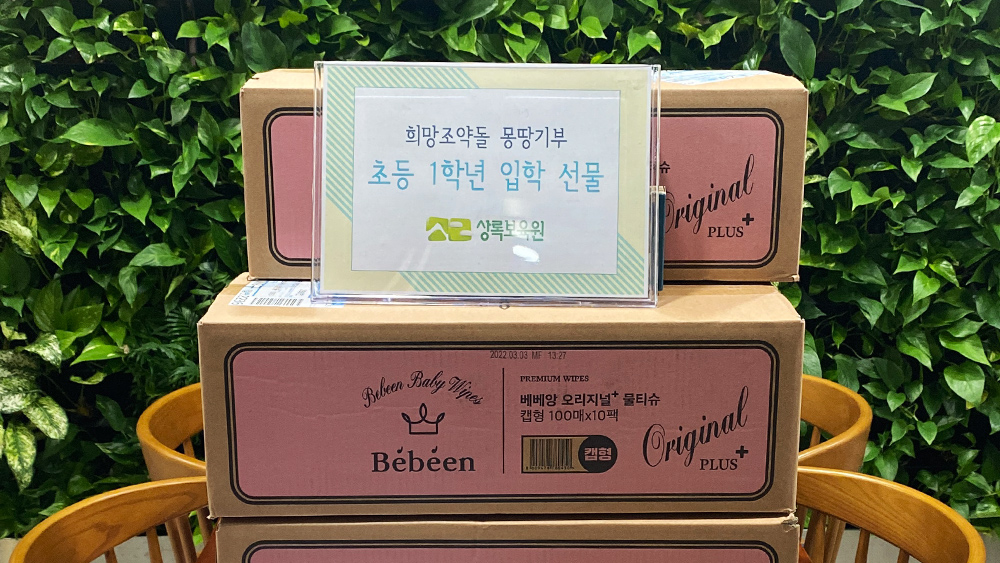 희망조약돌 몽땅기부
초등 1학년 입학 선물
상록보육원
슈
Original
PLUS+
2022.03.03 MF 13:27
Bebeen Baby Wipes
Bebeen
PREMIUM WIPES
베베앙 오리지널+ 물티슈
캡형 100매x10팩
캡형
Original
PLUS+